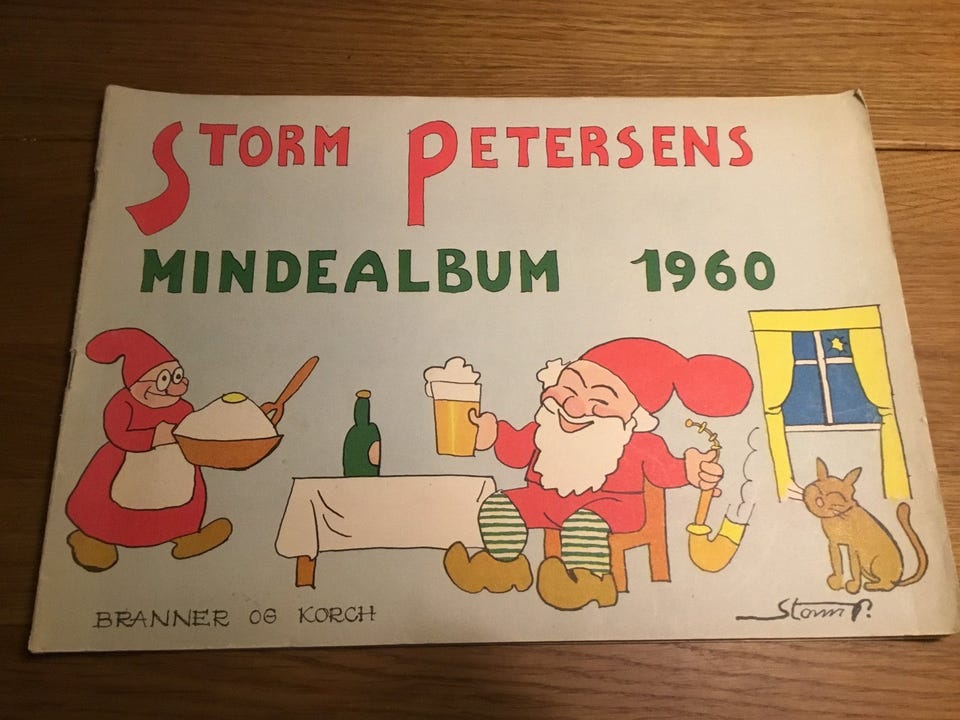 STORM PETERSENS
MINDEALBUM 1960
BRANNER OG KORCH
Storm P.